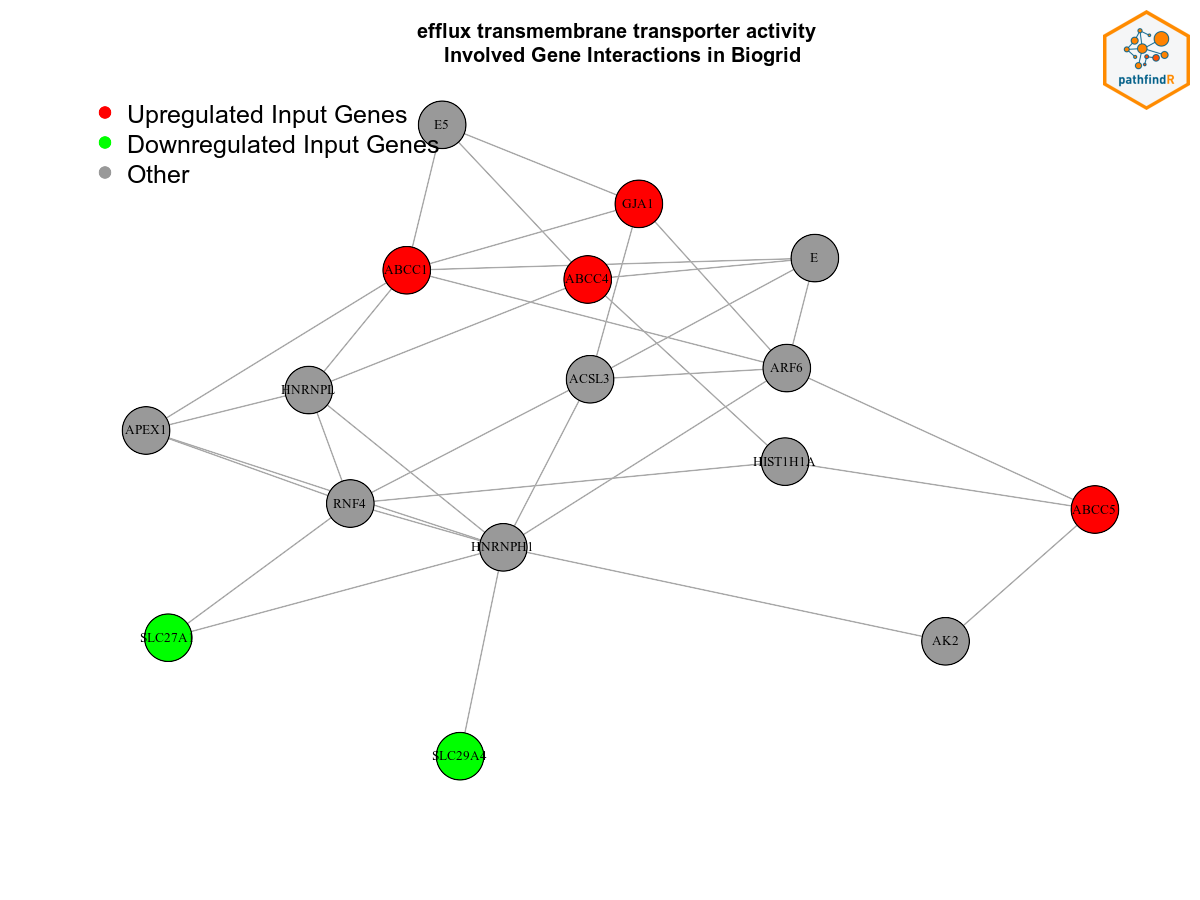 efflux transmembrane transporter activity
Involved Gene Interactions in Biogrid
pathfindR
Upregulated Input Genes
Downregulated Input Genes
Other
E5
GJA1
E
ABCC1
ABCC4
ACSL3
ARF6
HNRNPL
APEX1
HIST1H1A
RNF4
ABCC5
HNRNPH1
SLC27A
AK2
SLC29A4